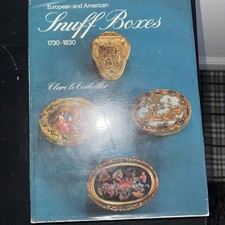 European and American
Snuff Boxes
1730-1830
Clare le Corbeiller